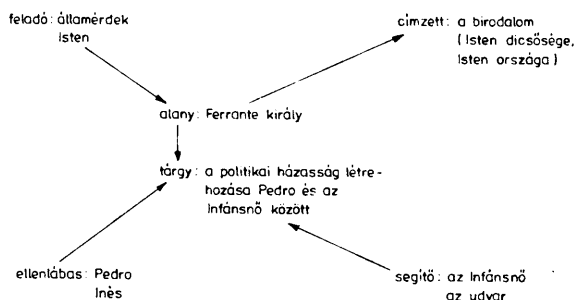 feladó: államérdek
Isten
címzett: a birodalom
(Isten dicsősége,
Isten országa)
alany: Ferrante király
tárgy: a politikai házasság létre-
hozása Pedro és az
Infánsnő között
ellenlábas: Pedro
Inès
segítő: az Infánsnő
az udvar